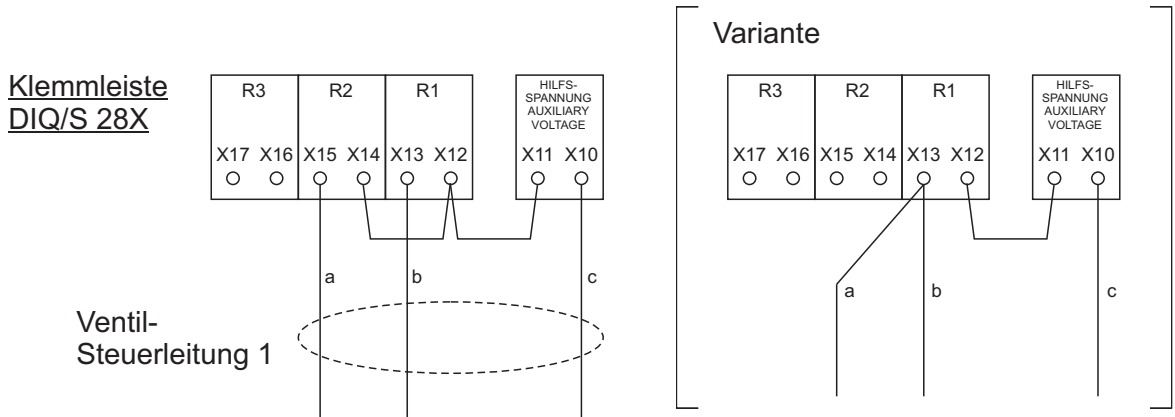 Klemmleiste
DIQ/S 28X
R3 R2 R1
HILFS-
SPANNUNG
AUXILIARY
VOLTAGE
X17 X16 X15 X14 X13 X12 X11 X10
a b c
Ventil-
Steuerleitung 1
Variante
R3 R2 R1
HILFS-
SPANNUNG
AUXILIARY
VOLTAGE
X17 X16 X15 X14 X13 X12 X11 X10
a b c